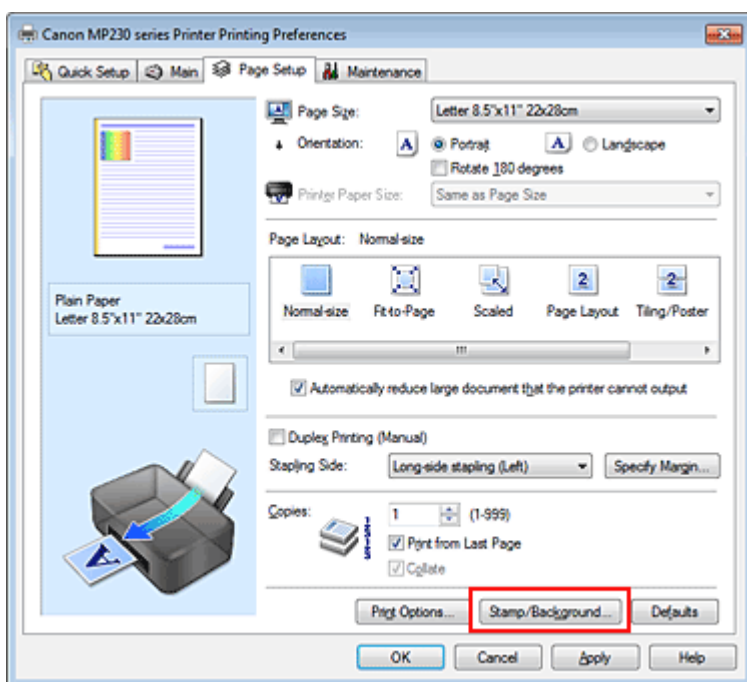 Canon MP230 series Printer Printing Preferences
Quick Setup Main Page Setup Maintenance
Page Size: Letter 8.5"x11" 22x28cm
Orientation: A Portrait A Landscape
Rotate 180 degrees
Printer Paper Size: Same as Page Size
Page Layout: Normal-size
2 2
Normal-size Fit-to-Page Scaled Page Layout Tiling/Poster
Plain Paper
Letter 8.5"x11" 22x28cm
Automatically reduce large document that the printer cannot output
Duplex Printing (Manual)
Stapling Side: Long-side stapling (Left) Specify Margin...
Copies: 1 (1-999)
Print from Last Page
Collate
A
Print Options... Stamp/Background... Defaults
OK Cancel Apply Help